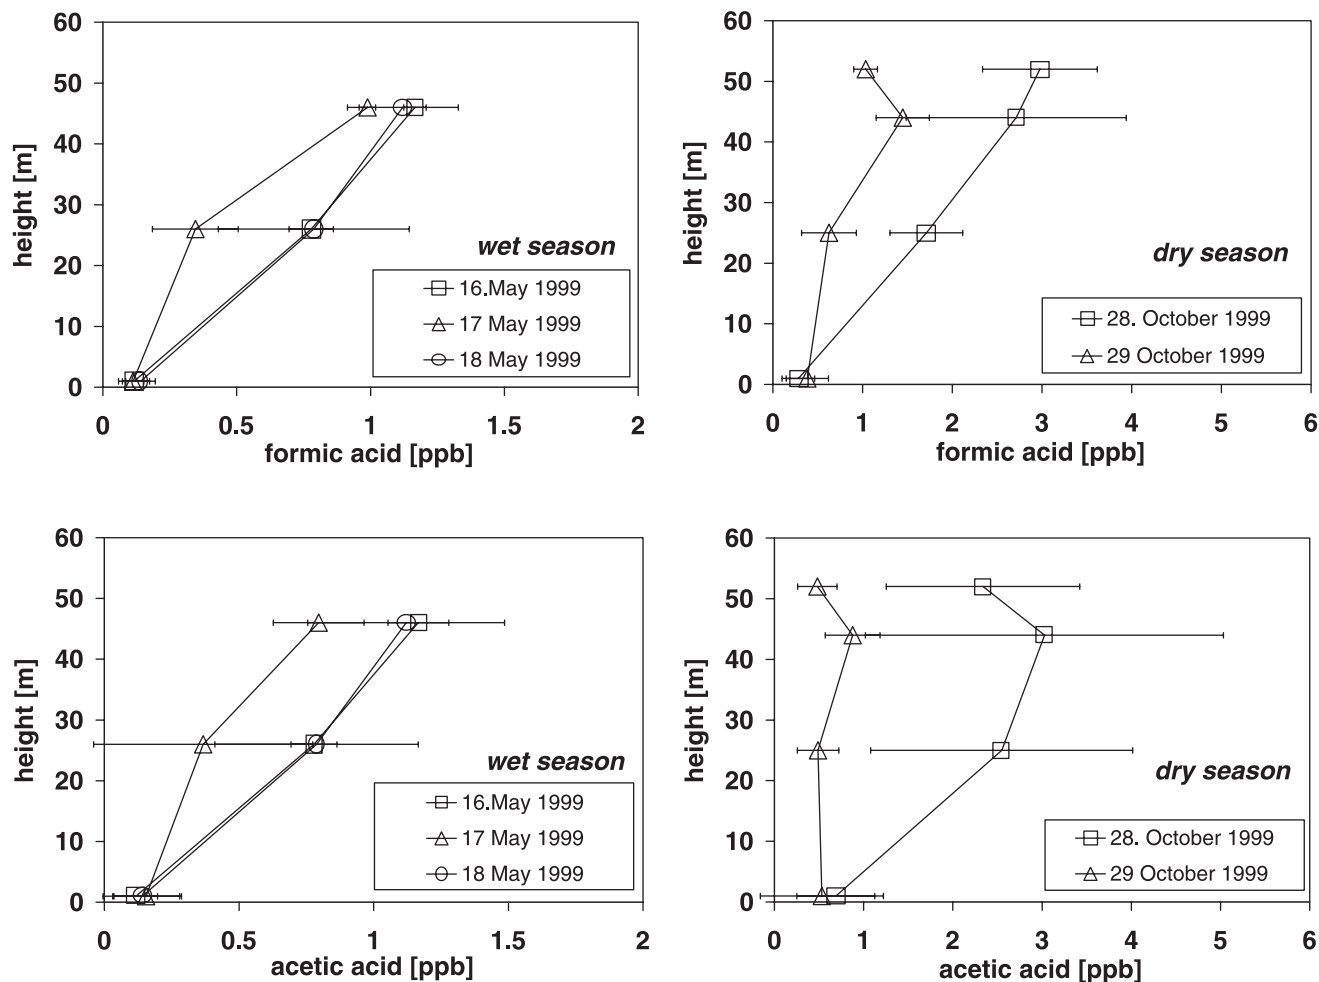 60
50
40
30
20
10
0
height [m]
wet season
16.May 1999
17 May 1999
18 May 1999
0 0.5 1 1.5 2
formic acid [ppb]
60
50
40
30
20
10
0
height [m]
dry season
28. October 1999
29 October 1999
0 1 2 3 4 5 6
formic acid [ppb]
60
50
40
30
20
10
0
height [m]
wet season
16.May 1999
17 May 1999
18 May 1999
0 0.5 1 1.5 2
acetic acid [ppb]
60
50
40
30
20
10
0
height [m]
dry season
28. October 1999
29 October 1999
0 1 2 3 4 5 6
acetic acid [ppb]